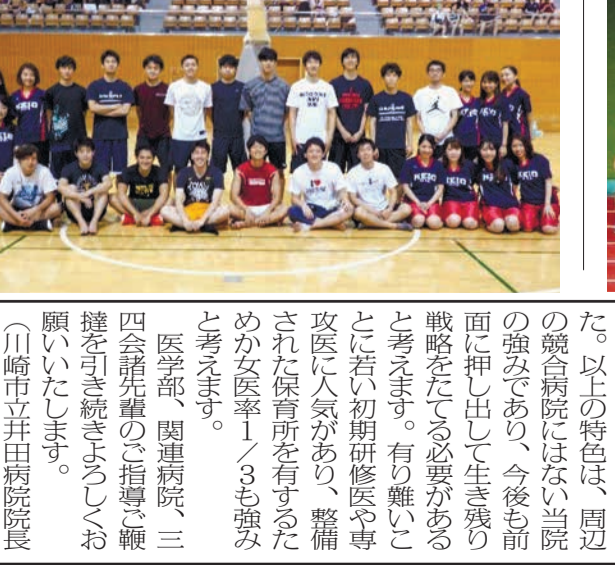 た。以上の特色は、周辺
の競合病院にはない当院
の強みであり、今後も前
面に押し出して生き残り
戦略をたてる必要がある
と考えます。有り難いこ
とに若い初期研修医や専
攻医に人気があり、整備
された保育所を有するた
めか女医率1/3も強み
と考えます。
医学部、関連病院、三
四会諸先輩のご指導ご鞭
撻を引き続きよろしくお
願いいたします。
（川崎市立井田病院院長